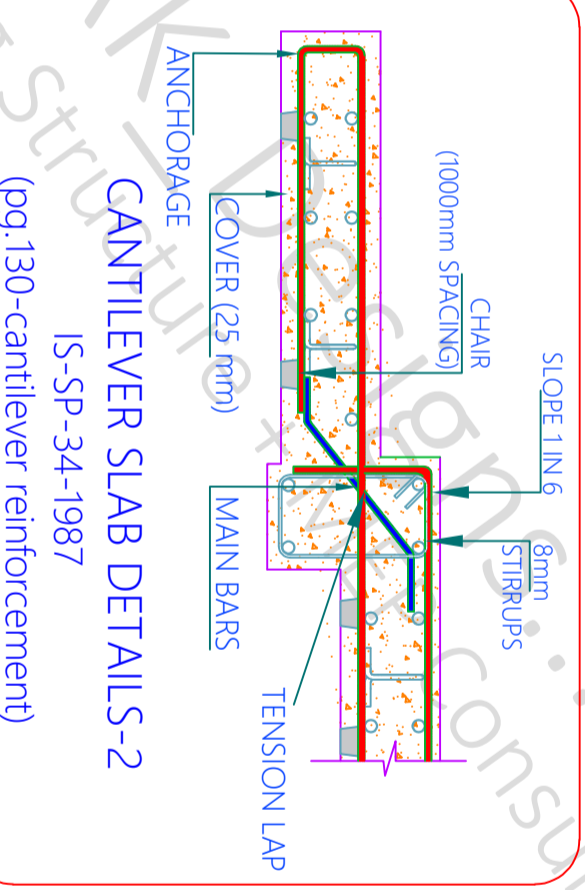 SLOPE 1 IN 6
8mm
STIRRUPS
CHAIR
(1000mm SPACING)
TENSION LAP
COVER (25 mm)
MAIN BARS
ANCHORAGE
CANTILEVER SLAB DETAILS-2
IS-SP-34-1987
(pg.130-cantilever reinforcement)